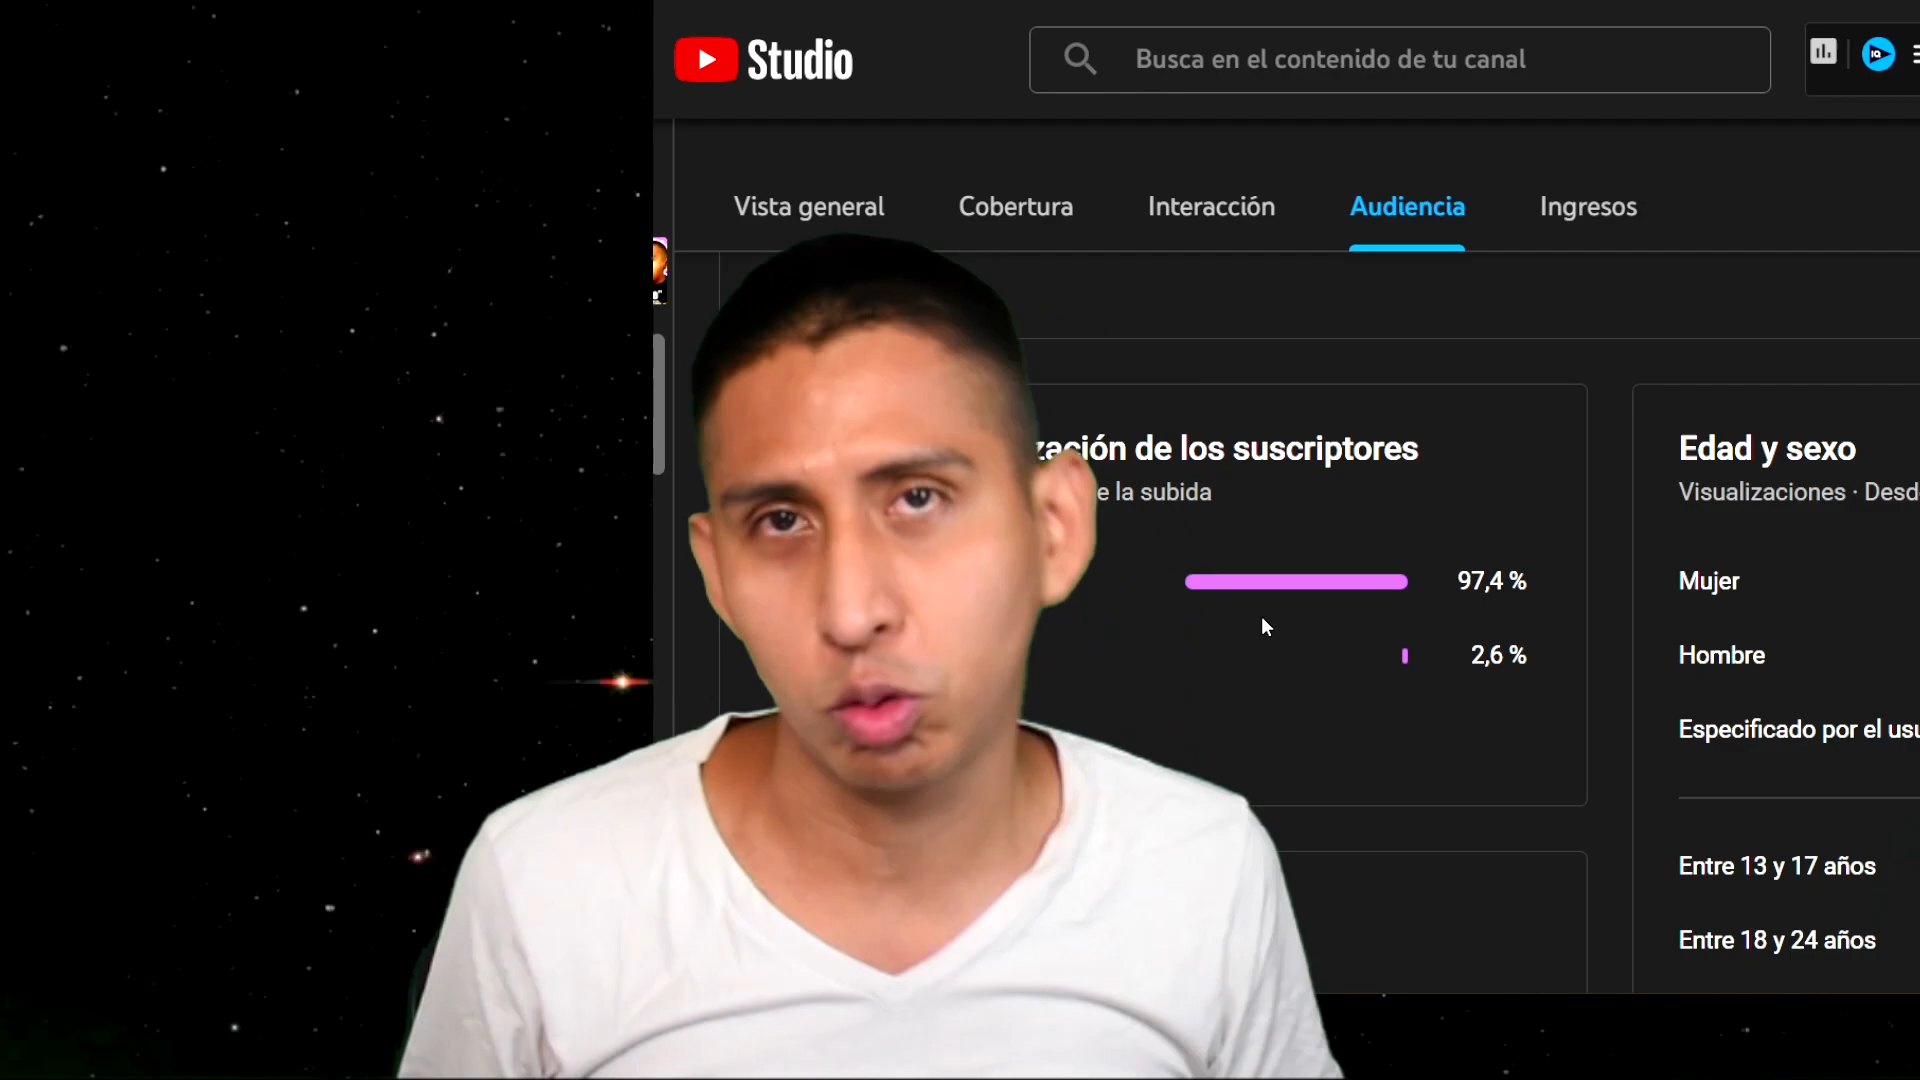 Studio
Busca en el contenido de tu canal
Vista general
Cobertura
Interacción
Audiencia
Ingresos
zación de los suscriptores
e la subida
97,4 %
2,6 %
Edad y sexo
Visualizaciones · Desd
Mujer
Hombre
Especificado por el usu
Entre 13 y 17 años
Entre 18 y 24 años